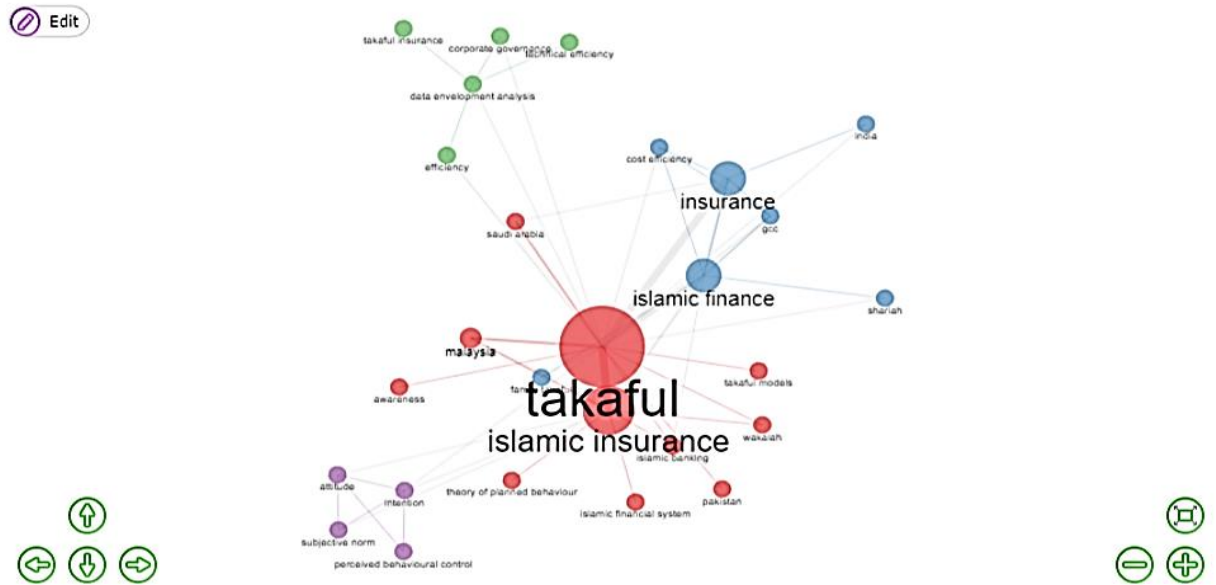 Edit
takaful insurance
corporate governance
technical efficiency
data envelopment analysis
efficiency
india
cost efficiency
insurance
gcc
saudi arabia
islamic finance
shariah
malaysia
takaful models
awareness
takaful
wakalah
islamic insurance
islamic banking
attitude
intention
theory of planned behaviour
pakistan
islamic financial system
subjective norm
perceived behavioural control